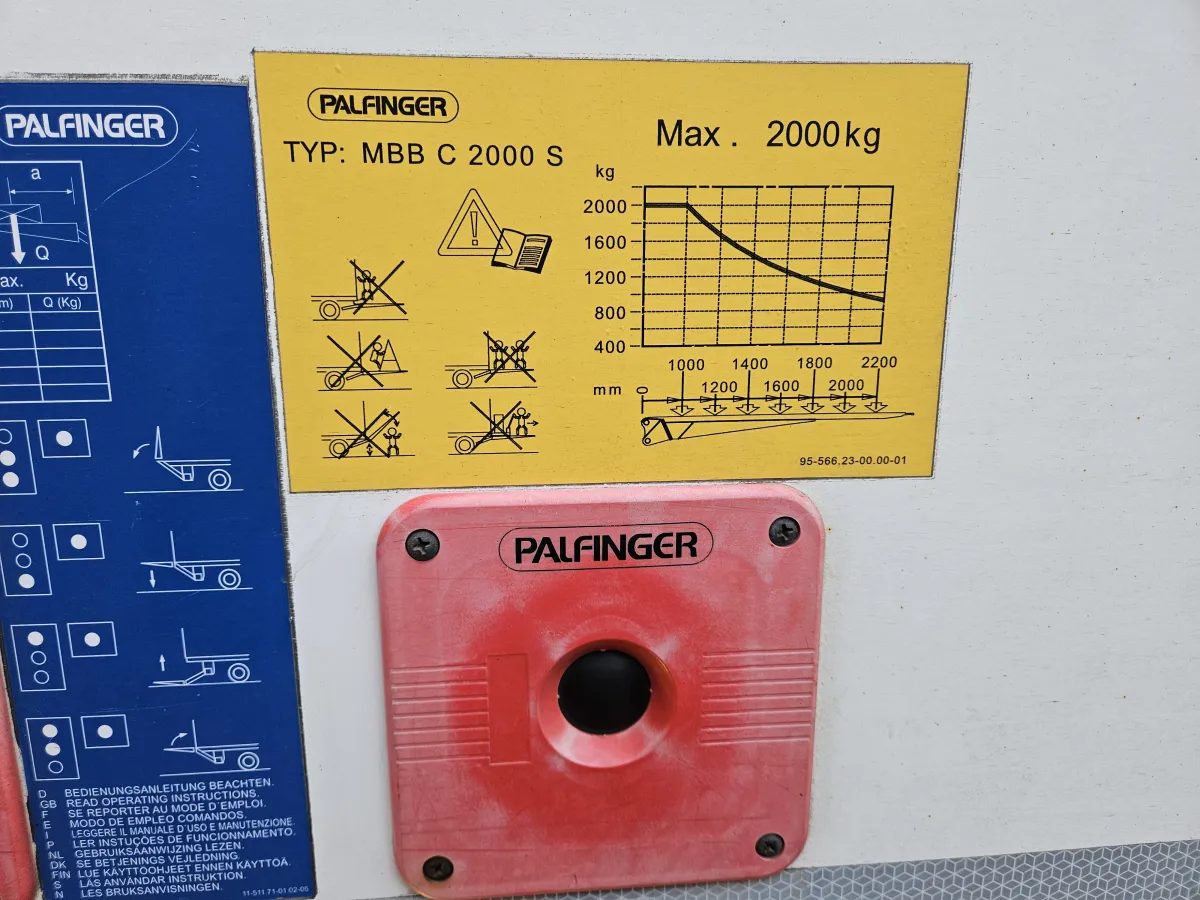 PALFINGER
a
Q
ax. Kg
m) Q (Kg)
D BEDIENUNGSANLEITUNG BEACHTEN.
GB READ OPERATING INSTRUCTIONS.
F SE REPORTER AU MODE D'EMPLOI.
E MODO DE EMPLEO COMANDOS.
I LEGGERE IL MANUALE D'USO E MANUTENZIONE.
P LER INSTUÇOES DE FUNCIONAMENTO.
NL GEBRUIKSAANWIJZING LEZEN.
DK SE BETJENINGS VEJLEDNING.
FIN LUE KÄYTTÖOHJEET ENNEN KÄYTTÖÄ.
S LÄS ANVÄNDAR INSTRUKTION.
N LES BRUKSANVISNINGEN.
11-511.71-01.02-05
PALFINGER
TYP: MBB C 2000 S
Max. 2000kg
kg
2000
1600
1200
800
400
1000 1400 1800 2200
mm 0 1200 1600 2000
95-566.23-00.00-01
PALFINGER